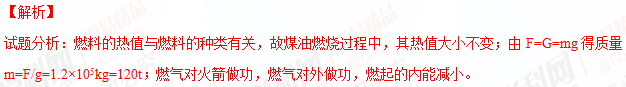 【解析】
试题分析：燃料的热值与燃料的种类有关，故煤油燃烧过程中，其热值大小不变；由 F=G=mg 得质量
m=F/g=1.2×10⁵kg=120t；燃气对火箭做功，燃气对外做功，燃起的内能减小。